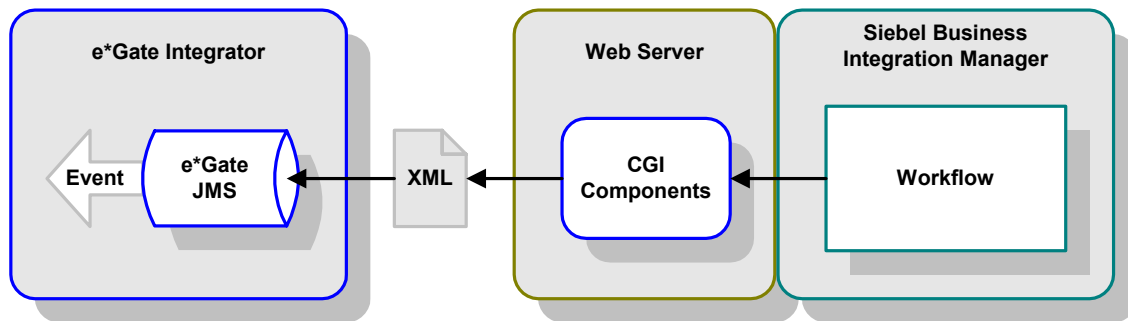 e*Gate Integrator
Web Server
Siebel Business
Integration Manager
Event
e*Gate
JMS
XML
CGI
Components
Workflow